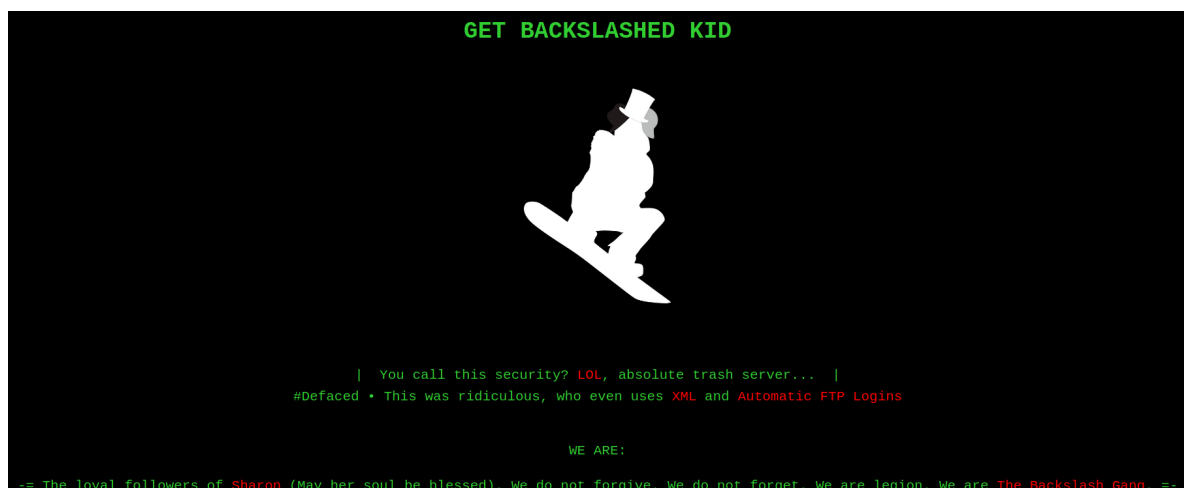 GET BACKSLASHED KID
| You call this security? LOL, absolute trash server... |
#Defaced • This was ridiculous, who even uses XML and Automatic FTP Logins
WE ARE:
-= The loyal followers of Sharon (May her soul be blessed). We do not forgive. We do not forget. We are legion. We are The Backslash Gang. =-